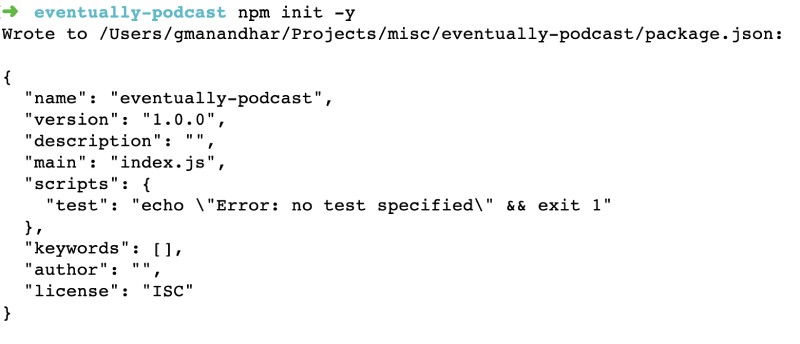 ➜ eventually-podcast npm init -y
Wrote to /Users/gmanandhar/Projects/misc/eventually-podcast/package.json:

{
  "name": "eventually-podcast",
  "version": "1.0.0",
  "description": "",
  "main": "index.js",
  "scripts": {
    "test": "echo \"Error: no test specified\" && exit 1"
  },
  "keywords": [],
  "author": "",
  "license": "ISC"
}